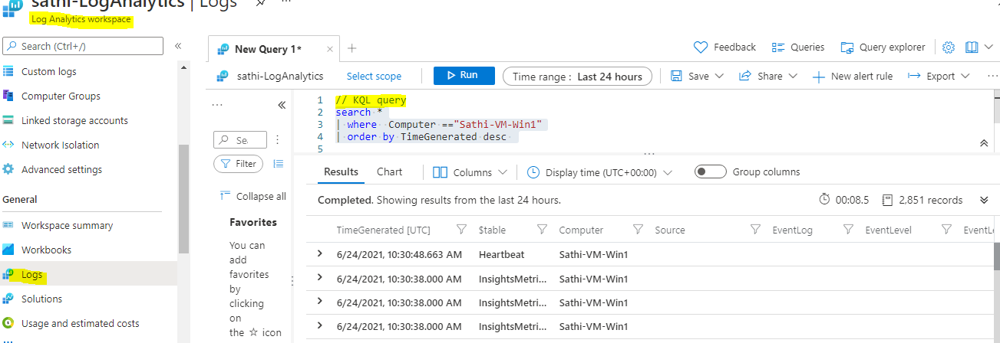 sathi-LogAnalytics | Logs
Log Analytics workspace
Search (Ctrl+/)
Custom logs
Computer Groups
Linked storage accounts
Network Isolation
Advanced settings
General
Workspace summary
Workbooks
Logs
Solutions
Usage and estimated costs
New Query 1*
Feedback
Queries
Query explorer
sathi-LogAnalytics
Select scope
Run
Time range : Last 24 hours
Save
Share
New alert rule
Export
Filter
Collapse all
Favorites
You can
add
favorites
by
clicking
on
the ☆ icon
1 // KQL query
2 search *
3 | where  Computer =="Sathi-VM-Win1"
4 | order by TimeGenerated desc
5
Results
Chart
Columns
Display time (UTC+00:00)
Group columns
Completed. Showing results from the last 24 hours.
00:08.5
2,851 records
TimeGenerated [UTC] $table Computer Source EventLog EventLevel
6/24/2021, 10:30:48.663 AM Heartbeat Sathi-VM-Win1
6/24/2021, 10:30:38.000 AM InsightsMetri... Sathi-VM-Win1
6/24/2021, 10:30:38.000 AM InsightsMetri... Sathi-VM-Win1
6/24/2021, 10:30:38.000 AM InsightsMetri... Sathi-VM-Win1